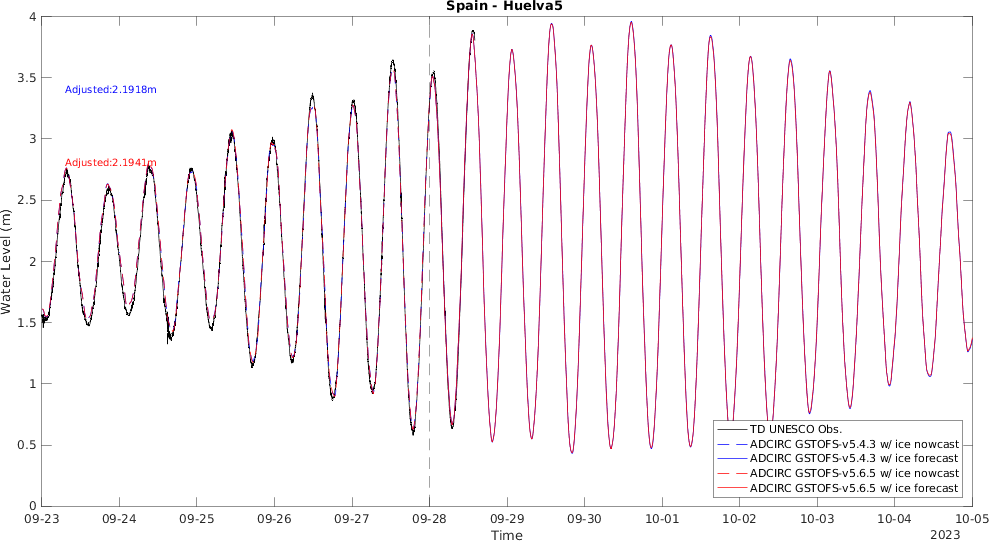 Spain - Huelva5
4
3.5
3
2.5
2
1.5
1
0.5
0
Water Level (m)
Adjusted:2.1918m
Adjusted:2.1941m
TD UNESCO Obs.
ADCIRC GSTOFS-v5.4.3 w/ ice nowcast
ADCIRC GSTOFS-v5.4.3 w/ ice forecast
ADCIRC GSTOFS-v5.6.5 w/ ice nowcast
ADCIRC GSTOFS-v5.6.5 w/ ice forecast
09-23 09-24 09-25 09-26 09-27 09-28 09-29 09-30 10-01 10-02 10-03 10-04 10-05
Time
2023